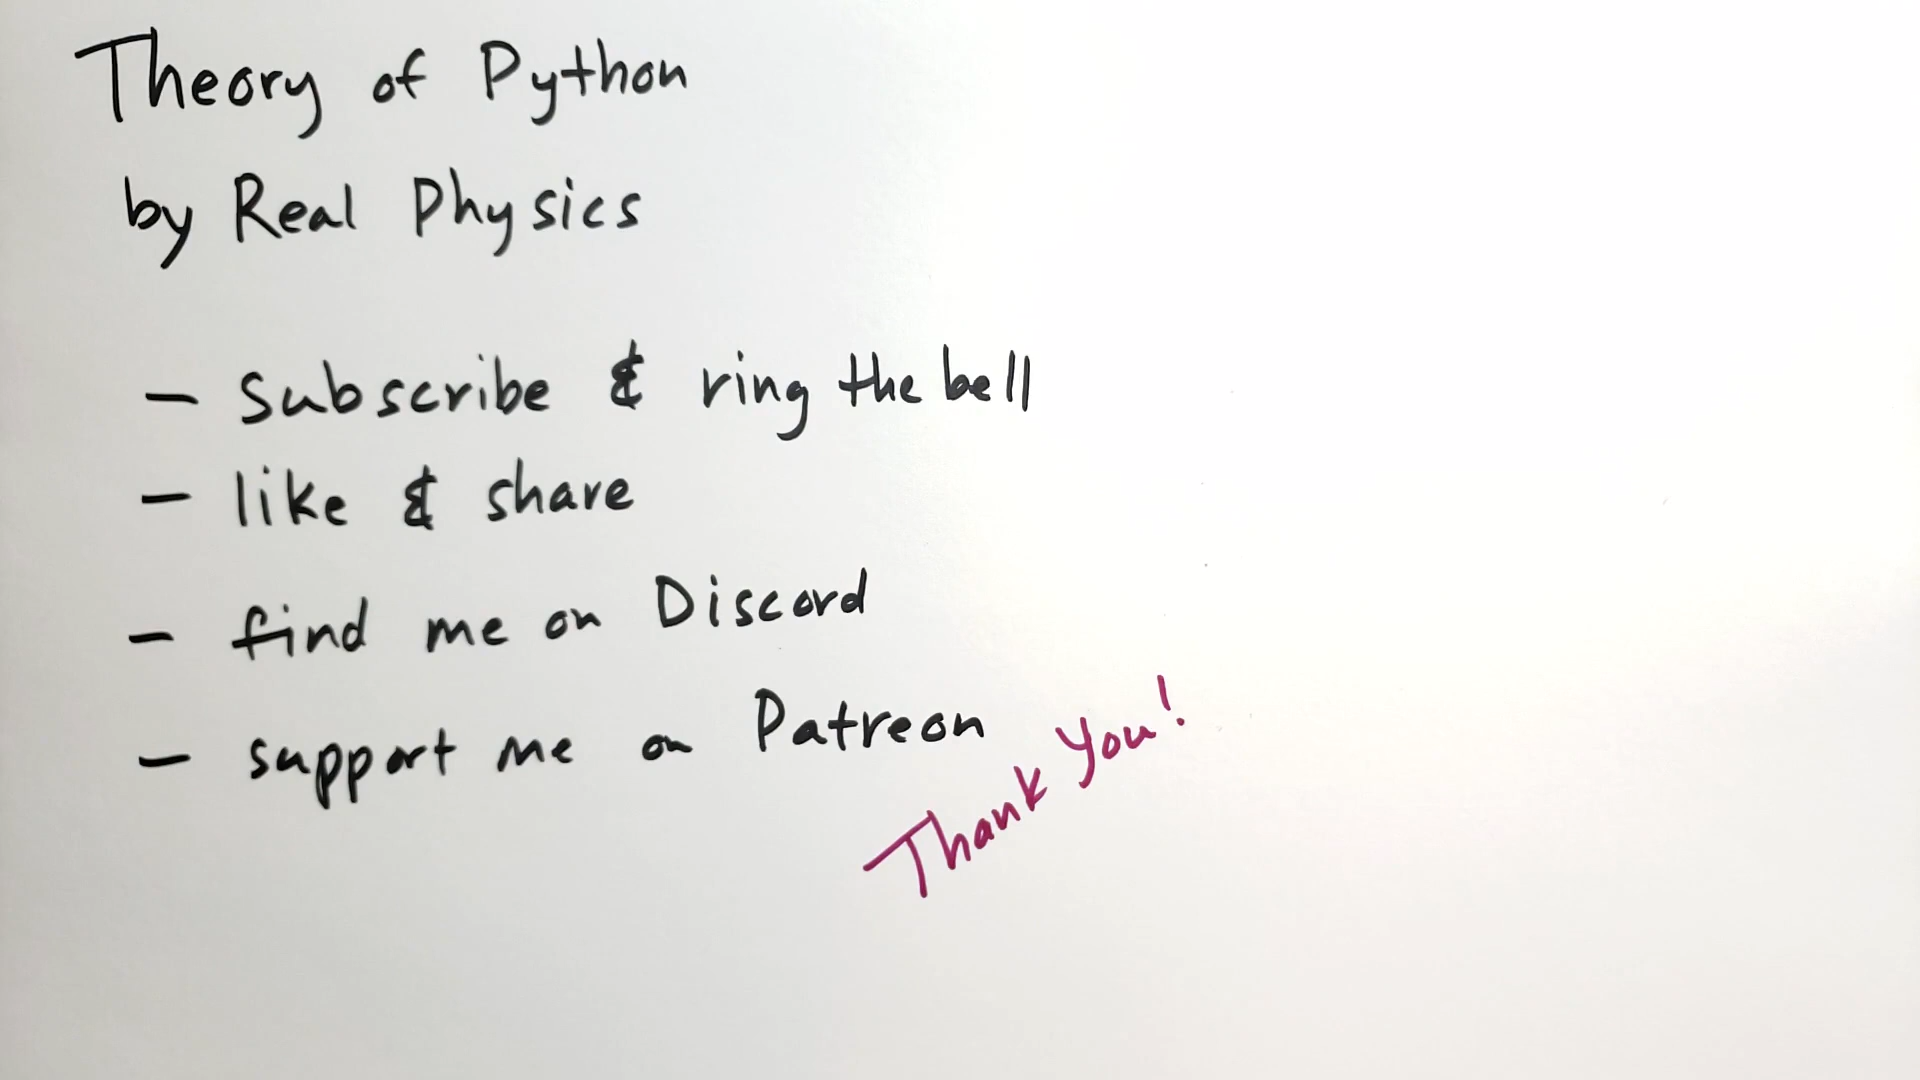 Theory of Python
by Real Physics
- subscribe & ring the bell
- like & share
- find me on Discord
- support me on Patreon
Thank You!